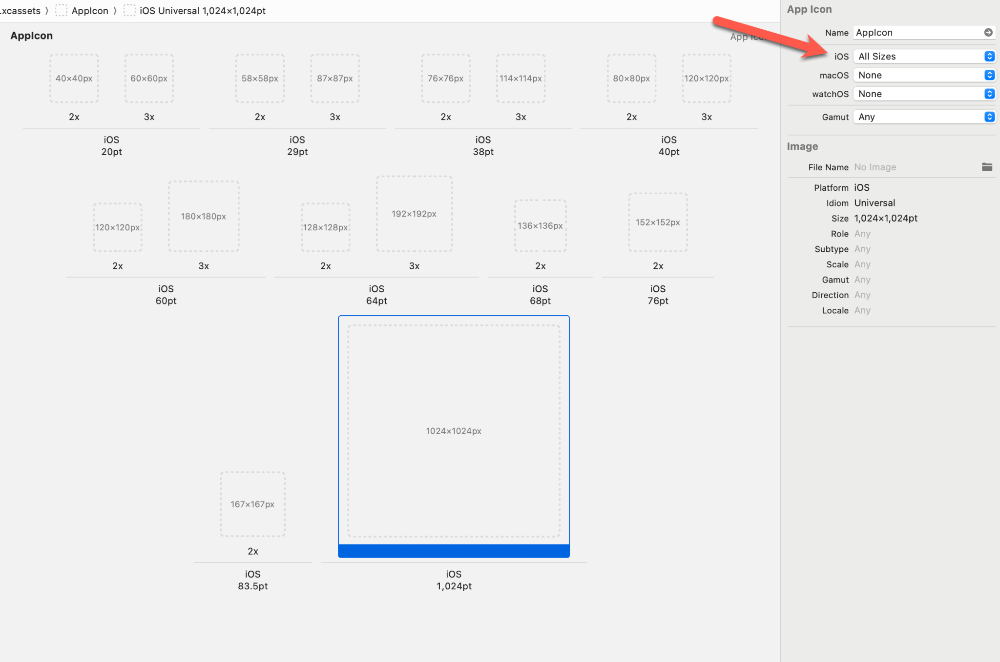 .xcassets 〉 AppIcon 〉 iOS Universal 1,024×1,024pt
AppIcon
40×40px 60×60px 58×58px 87×87px 76×76px 114×114px 80×80px 120×120px
2x 3x 2x 3x 2x 3x 2x 3x
iOS iOS iOS iOS
20pt 29pt 38pt 40pt
120×120px 180×180px 128×128px 192×192px 136×136px 152×152px
2x 3x 2x 3x 2x 2x
iOS iOS iOS iOS
60pt 64pt 68pt 76pt
167×167px 1024×1024px
2x
iOS iOS
83.5pt 1,024pt
App Icon
Name AppIcon
iOS All Sizes
macOS None
watchOS None
Gamut Any
Image
File Name No Image
Platform iOS
Idiom Universal
Size 1,024×1,024pt
Role Any
Subtype Any
Scale Any
Gamut Any
Direction Any
Locale Any